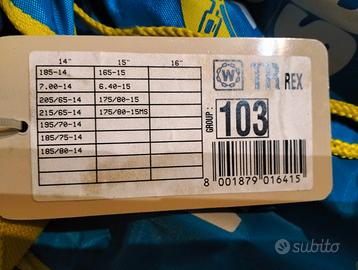 14" 15" 16"
185-14 165-15
7.00-14 6.40-15
205/65-14 175/80-15
215/65-14 175/80-15MS
195/70-14
185/75-14
185/80-14
W
TR REX
GROUP:
103
8 001879 016415
subito